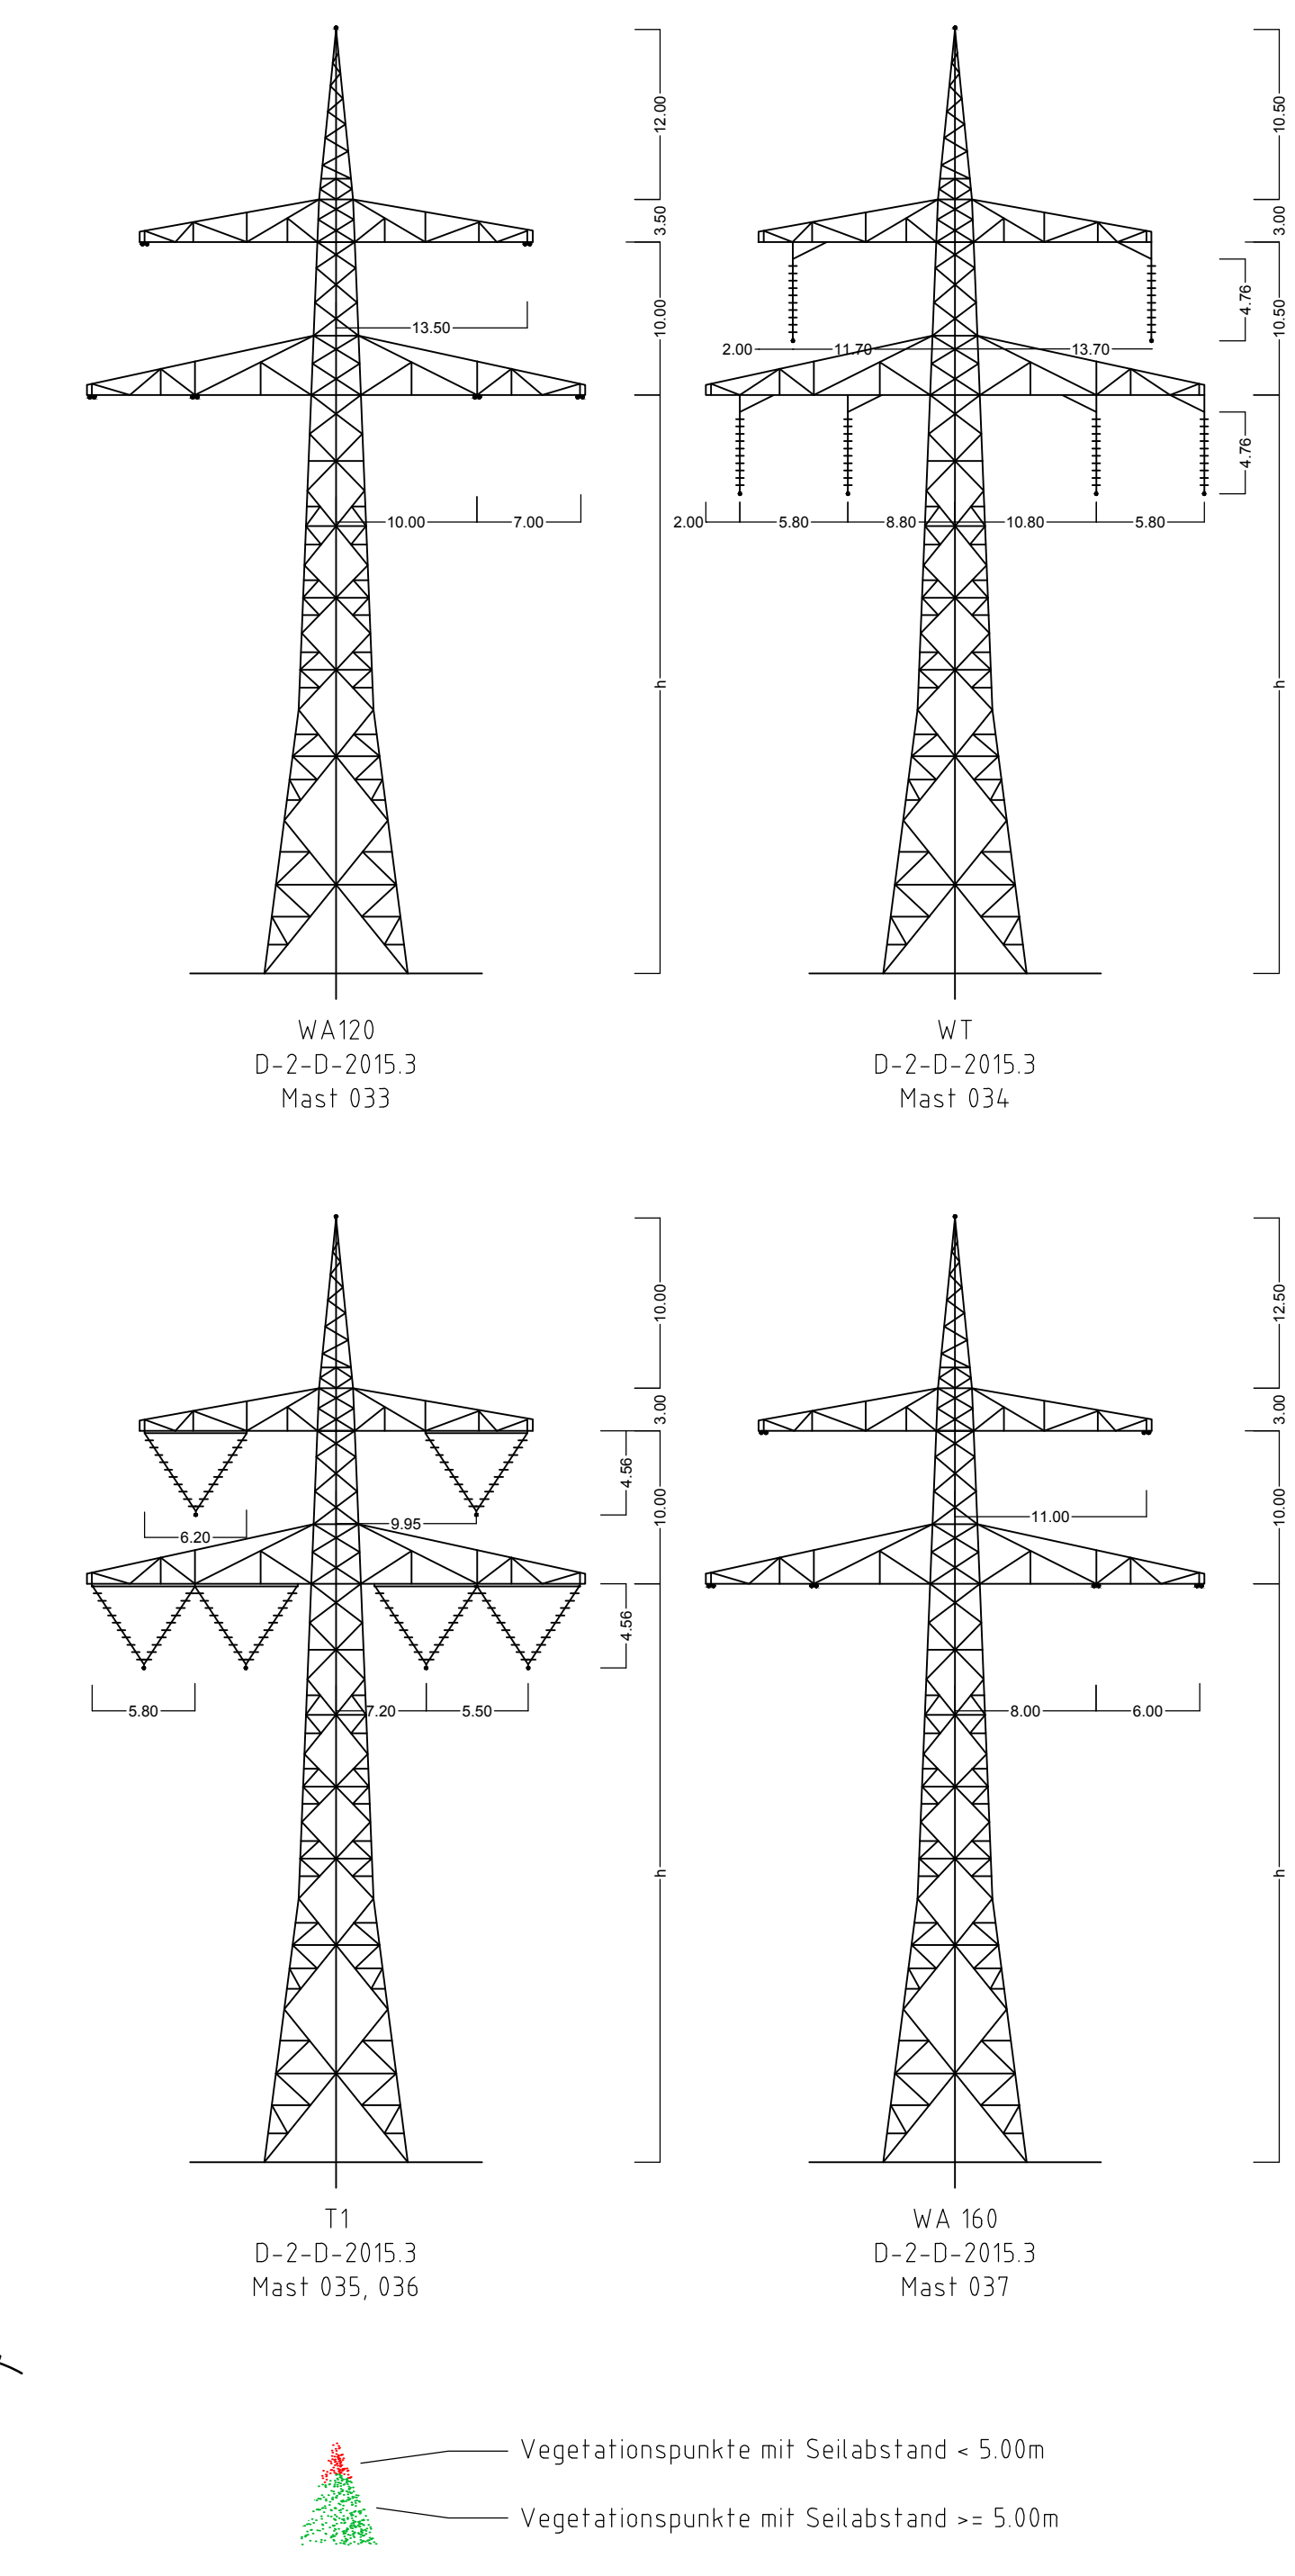 12.00
3.50
10.00
13.50
10.00 7.00
h
WA120
D-2-D-2015.3
Mast 033
10.50
3.00
10.50
4.76
2.00 11.70 13.70
4.76
2.00 5.80 8.80 10.80 5.80
h
WT
D-2-D-2015.3
Mast 034
10.00
3.00
10.00
4.56
9.95
6.20
4.56
5.80 7.20 5.50
h
T1
D-2-D-2015.3
Mast 035, 036
12.50
3.00
10.00
11.00
8.00 6.00
h
WA 160
D-2-D-2015.3
Mast 037
Vegetationspunkte mit Seilabstand < 5.00m
Vegetationspunkte mit Seilabstand >= 5.00m